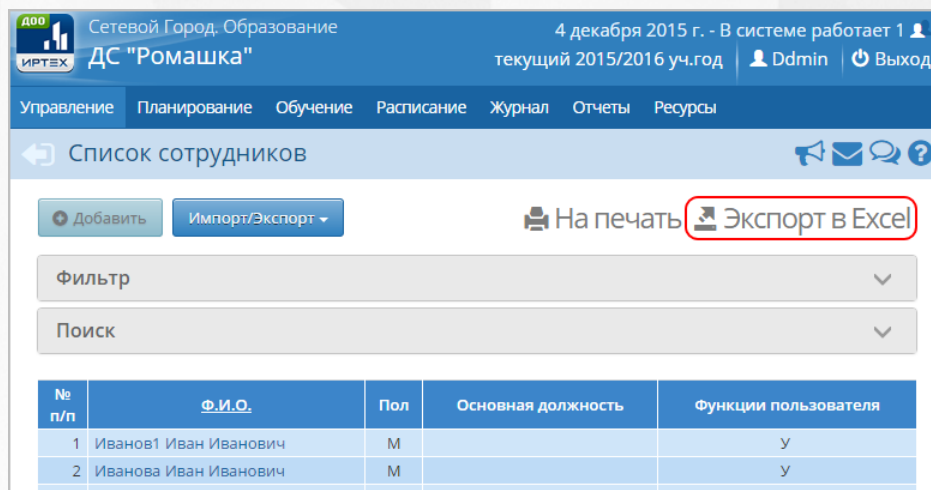 ДОО
ИРТЕХ
Сетевой Город. Образование
ДС "Ромашка"
4 декабря 2015 г. - В системе работает 1
текущий 2015/2016 уч.год Ddmin Выход
Управление Планирование Обучение Расписание Журнал Отчеты Ресурсы
Список сотрудников ?
Добавить Импорт/Экспорт На печать Экспорт в Excel
Фильтр
Поиск
№ п/п Ф.И.О. Пол Основная должность Функции пользователя
1 Иванов1 Иван Иванович М У
2 Иванова Иван Иванович М У